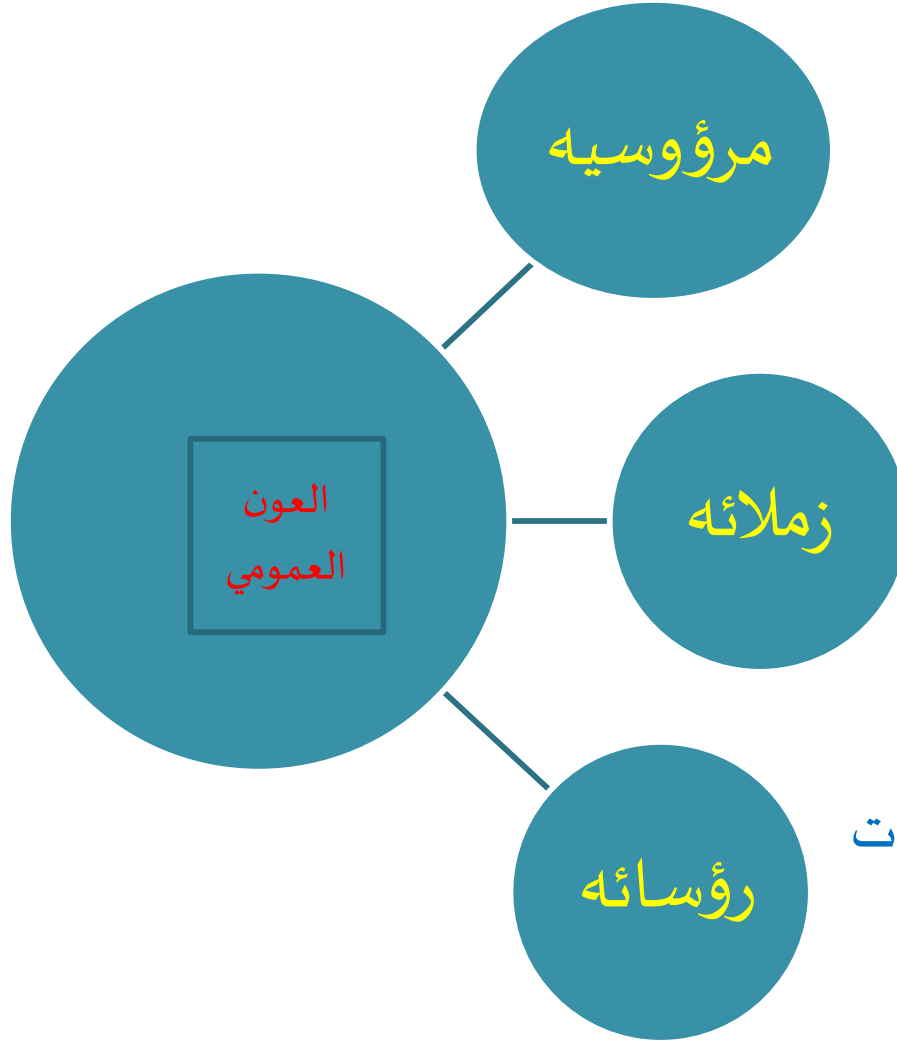 مرؤوسيه
العون
العمومي
زملائه
رؤسائه